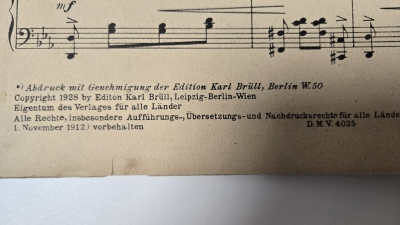 mf
*) Abdruck mit Genehmigung der Edition Karl Brüll, Berlin W. 50
Copyright 1928 by Editon Karl Brüll, Leipzig-Berlin-Wien
Eigentum des Verlages für alle Länder
Alle Rechte, insbesondere Aufführungs-, Übersetzungs- und Nachdrucksrechte für alle Lände
1. November 1912) vorbehalten D.M.V. 4025